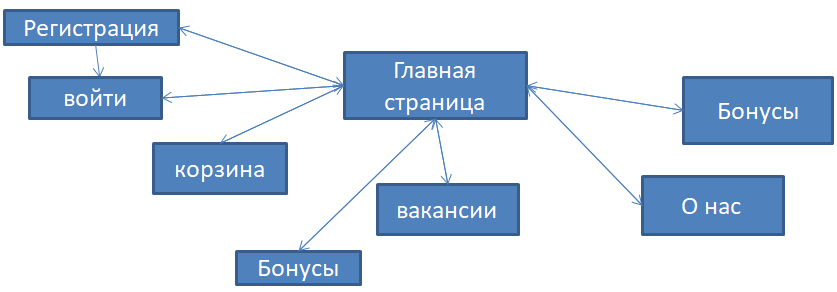 Регистрация
Главная
страница
войти
Бонусы
корзина
вакансии
О нас
Бонусы